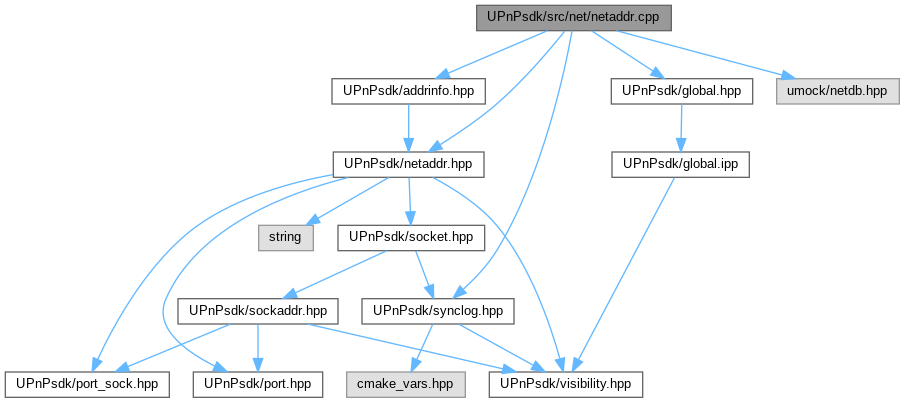 UPnPsdk/src/net/netaddr.cpp
UPnPsdk/addrinfo.hpp
UPnPsdk/global.hpp
umock/netdb.hpp
UPnPsdk/netaddr.hpp
UPnPsdk/global.ipp
string
UPnPsdk/socket.hpp
UPnPsdk/sockaddr.hpp
UPnPsdk/synclog.hpp
UPnPsdk/port_sock.hpp
UPnPsdk/port.hpp
cmake_vars.hpp
UPnPsdk/visibility.hpp